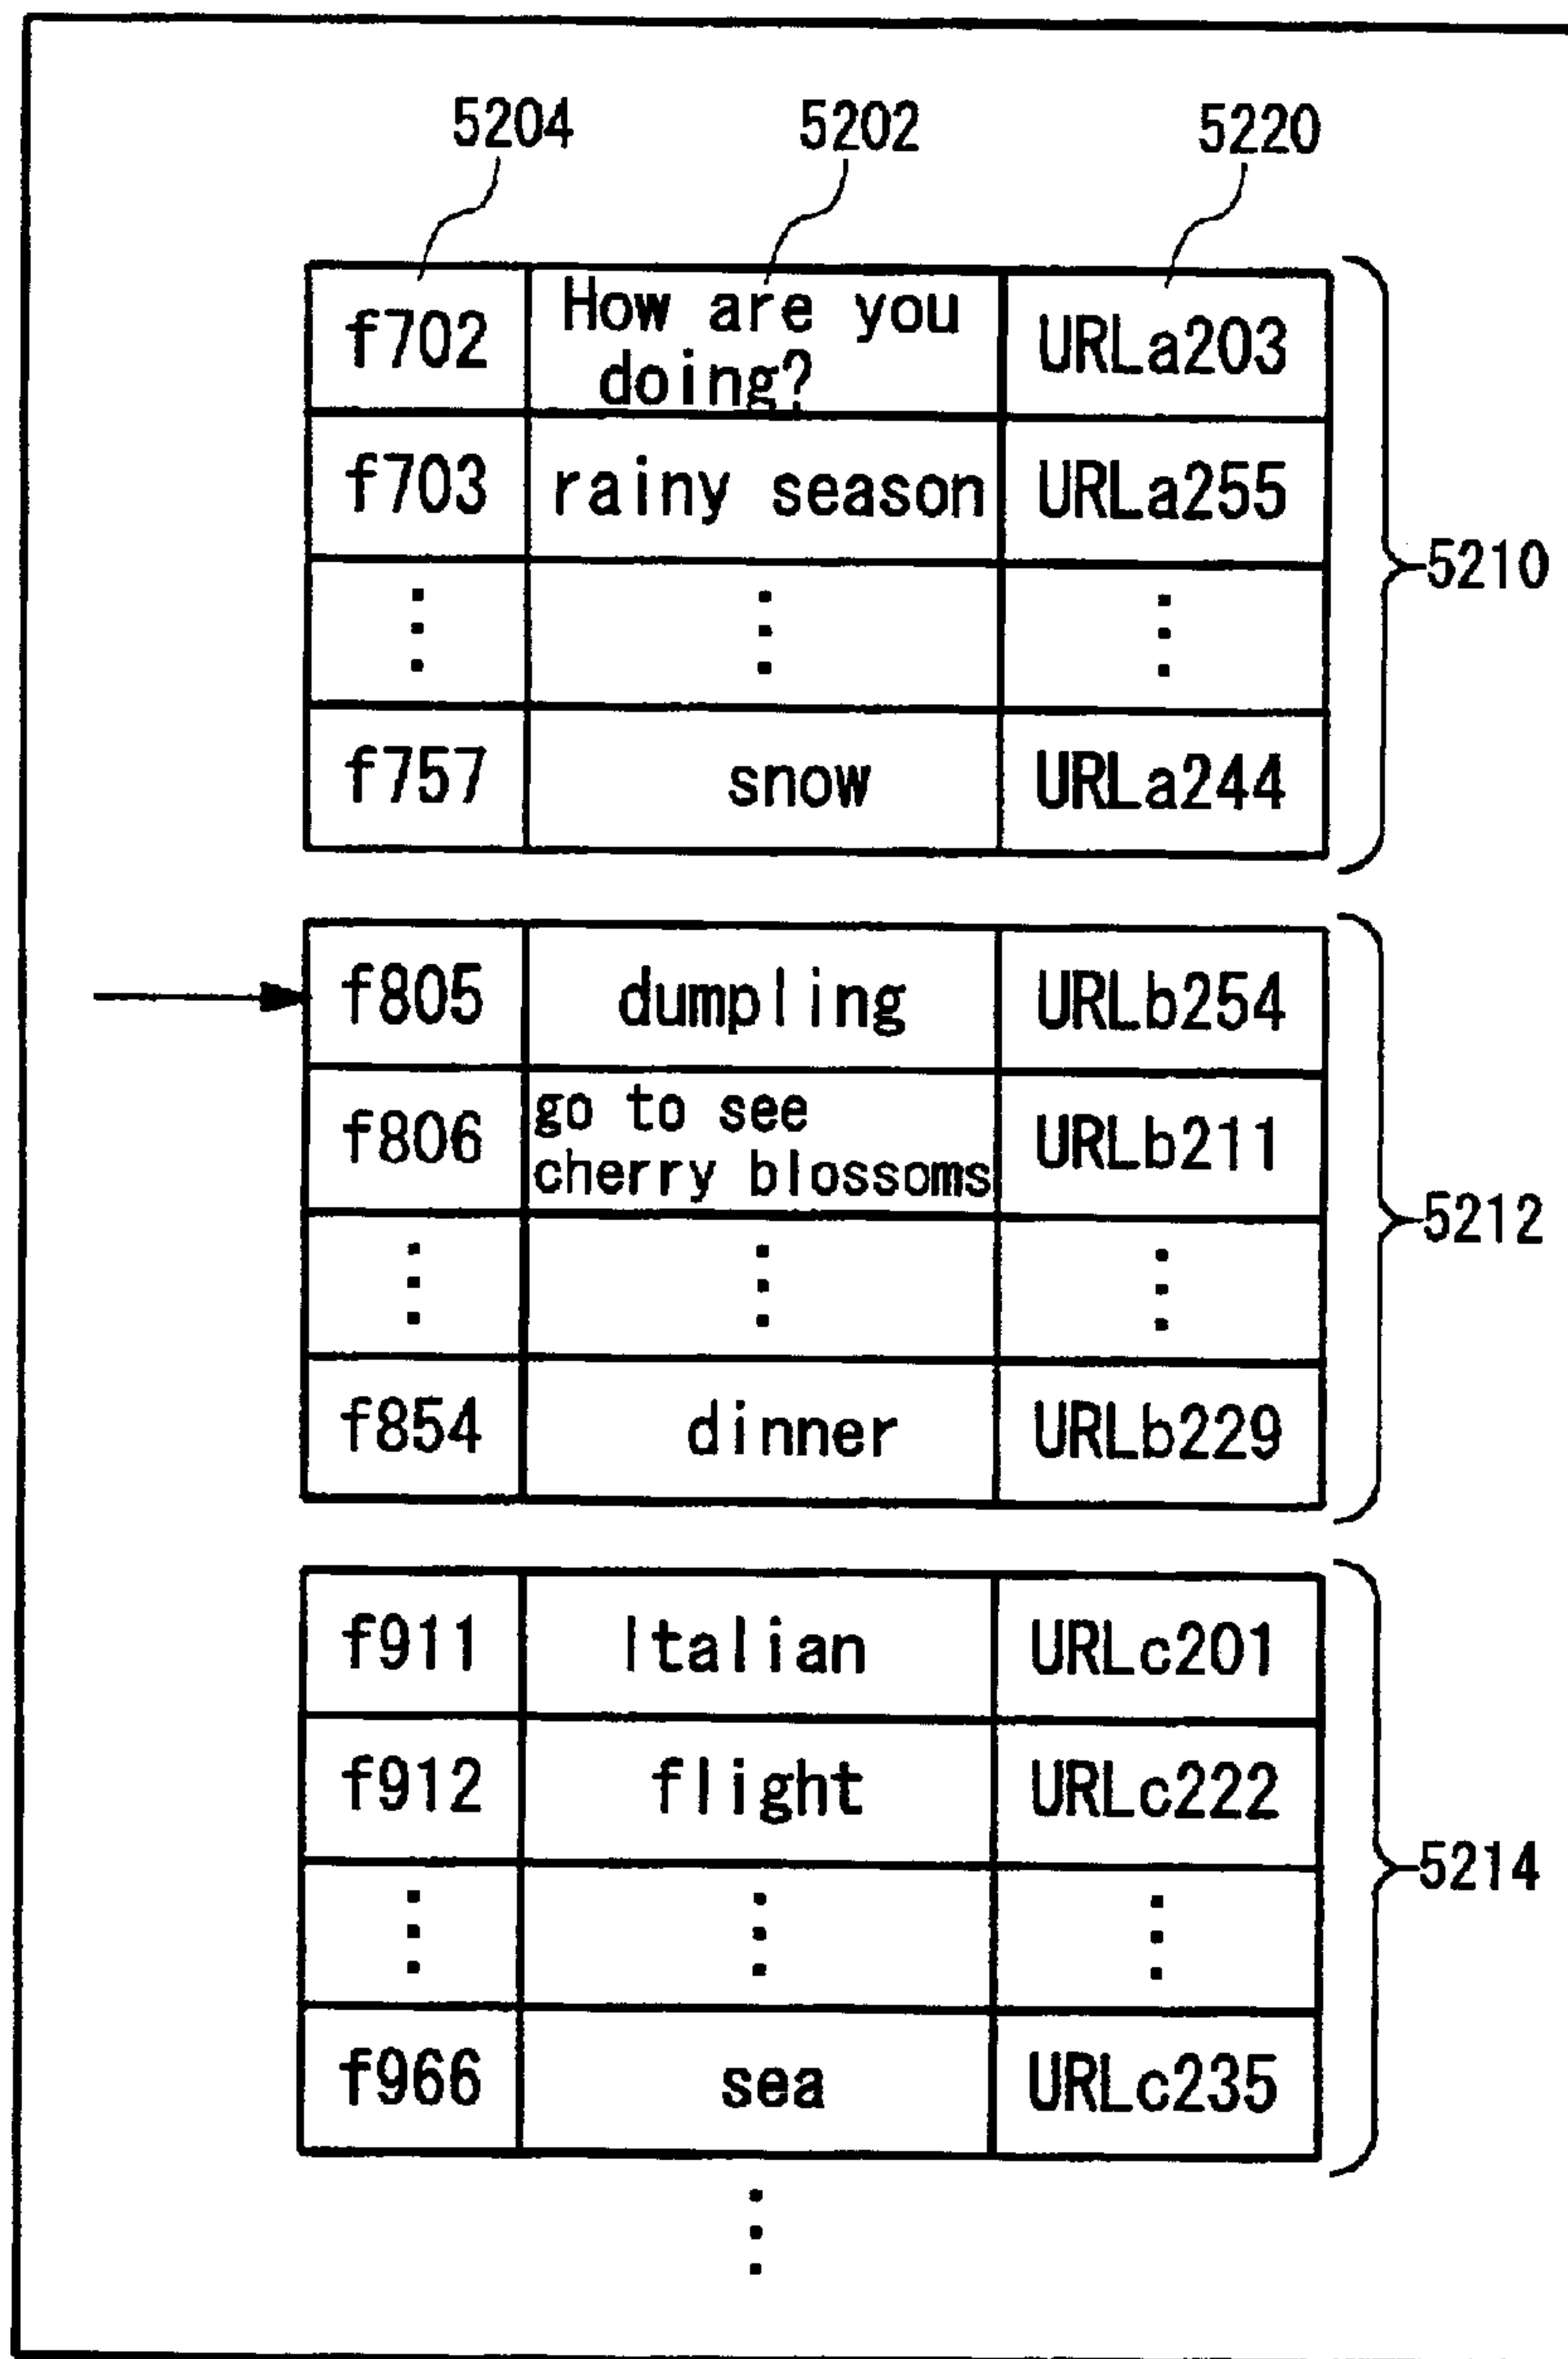 5204 5202 5220
f702 How are you doing? URLa203
f703 rainy season URLa255
f757 snow URLa244
5210
f805 dumpling URLb254
f806 go to see cherry blossoms URLb211
f854 dinner URLb229
5212
f911 Italian URLc201
f912 flight URLc222
f966 sea URLc235
5214